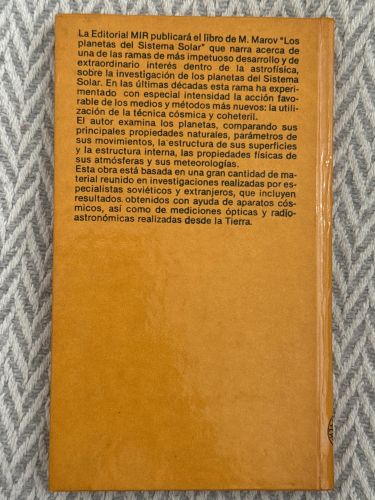 La Editorial MIR publicará el libro de M. Marov "Los
planetas del Sistema Solar" que narra acerca de
una de las ramas de más impetuoso desarrollo y de
extraordinario interés dentro de la astrofísica,
sobre la investigación de los planetas del Sistema
Solar. En las últimas décadas esta rama ha experi-
mentado con especial intensidad la acción favo-
rable de los medios y métodos más nuevos: la utili-
zación de la técnica cósmica y coheteril.
El autor examina los planetas, comparando sus
principales propiedades naturales, parámetros de
sus movimientos, la estructura de sus superficies
y la estructura interna, las propiedades físicas de
sus atmósferas y sus meteorologías.
Esta obra está basada en una gran cantidad de ma-
terial reunido en investigaciones realizadas por es-
pecialistas soviéticos y extranjeros, que incluyen
resultados obtenidos con ayuda de aparatos cós-
micos, así como de mediciones ópticas y radio-
astronómicas realizadas desde la Tierra.